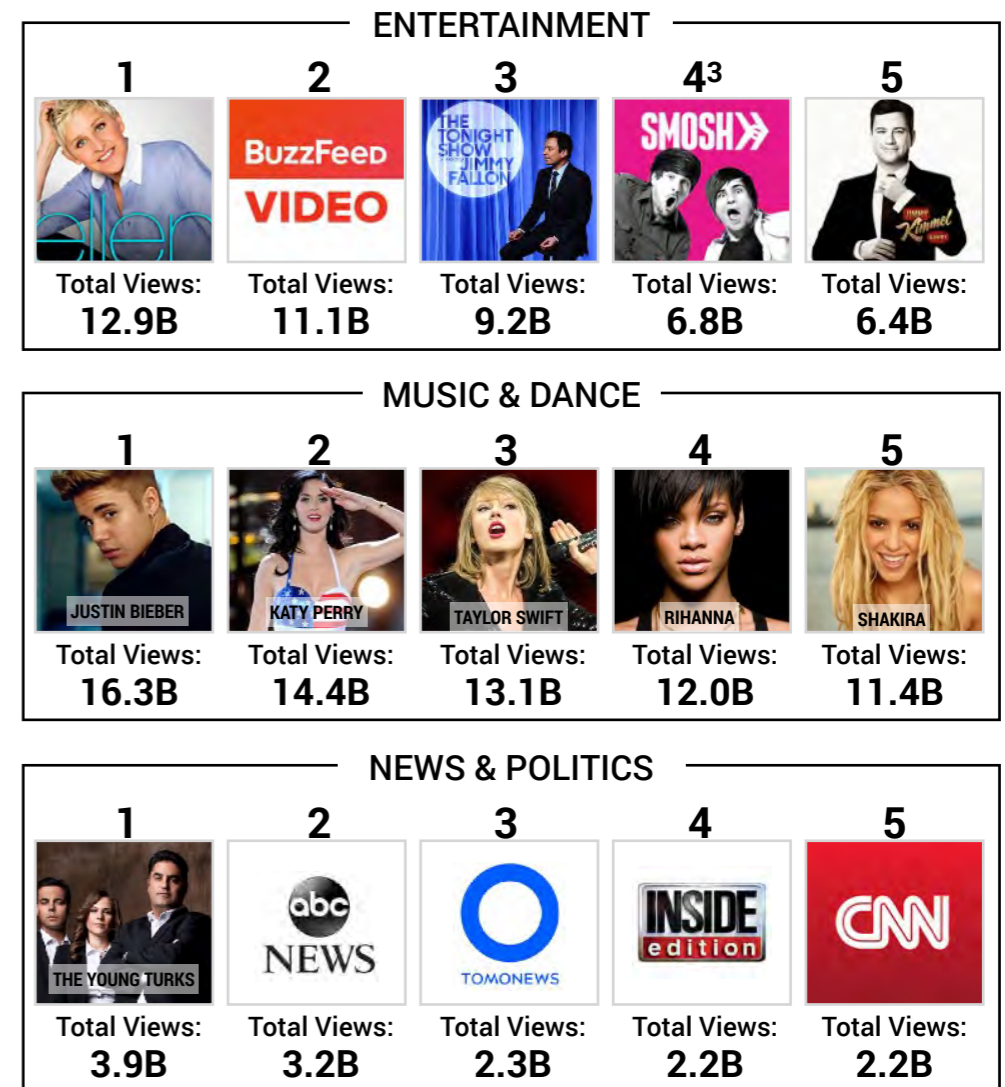 ENTERTAINMENT
1 2 3 4³ 5
ellen
BuzzFeed
VIDEO
THE
TONIGHT
SHOW
JIMMY
FALLON
SMOSH
JIMMY
Kimmel
LIVE!
Total Views: Total Views: Total Views: Total Views: Total Views:
12.9B 11.1B 9.2B 6.8B 6.4B
MUSIC & DANCE
1 2 3 4 5
JUSTIN BIEBER KATY PERRY TAYLOR SWIFT RIHANNA SHAKIRA
Total Views: Total Views: Total Views: Total Views: Total Views:
16.3B 14.4B 13.1B 12.0B 11.4B
NEWS & POLITICS
1 2 3 4 5
THE YOUNG TURKS
abc
NEWS
TOMONEWS
INSIDE
edition
CNN
Total Views: Total Views: Total Views: Total Views: Total Views:
3.9B 3.2B 2.3B 2.2B 2.2B